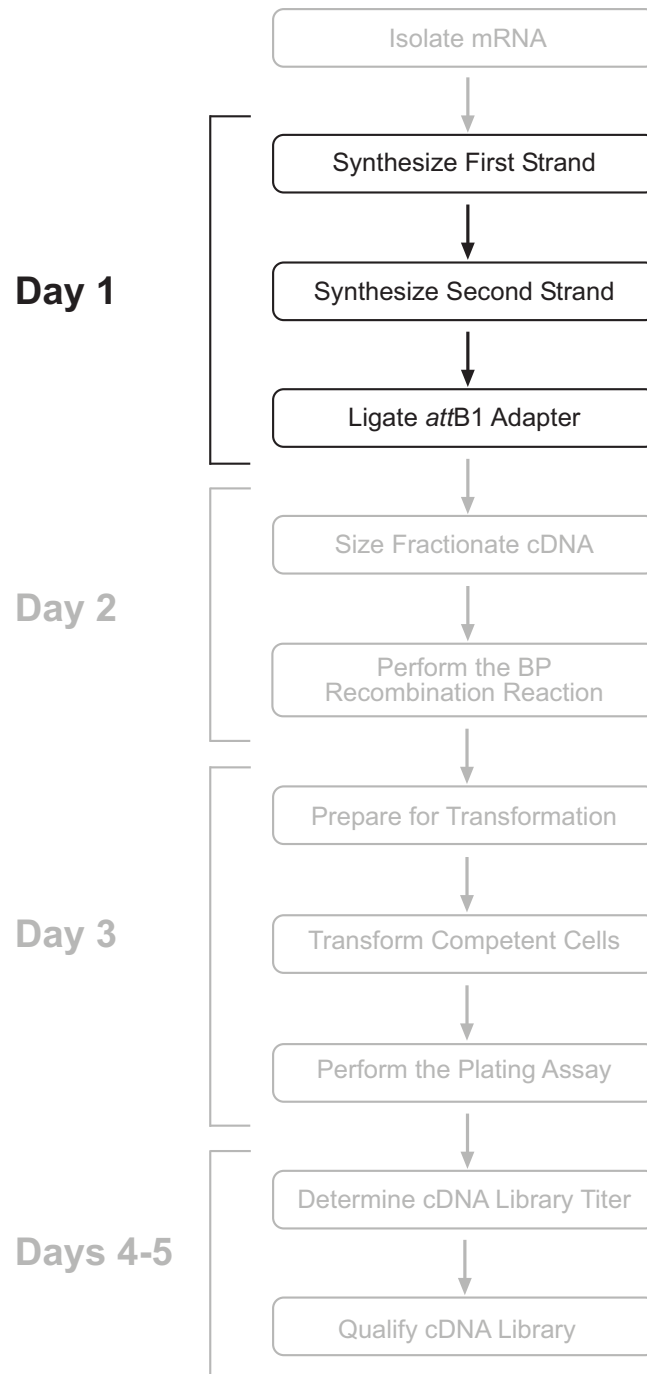 Isolate mRNA
Synthesize First Strand
Day 1
Synthesize Second Strand
Ligate attB1 Adapter
Size Fractionate cDNA
Day 2
Perform the BP
Recombination Reaction
Prepare for Transformation
Day 3
Transform Competent Cells
Perform the Plating Assay
Determine cDNA Library Titer
Days 4-5
Qualify cDNA Library